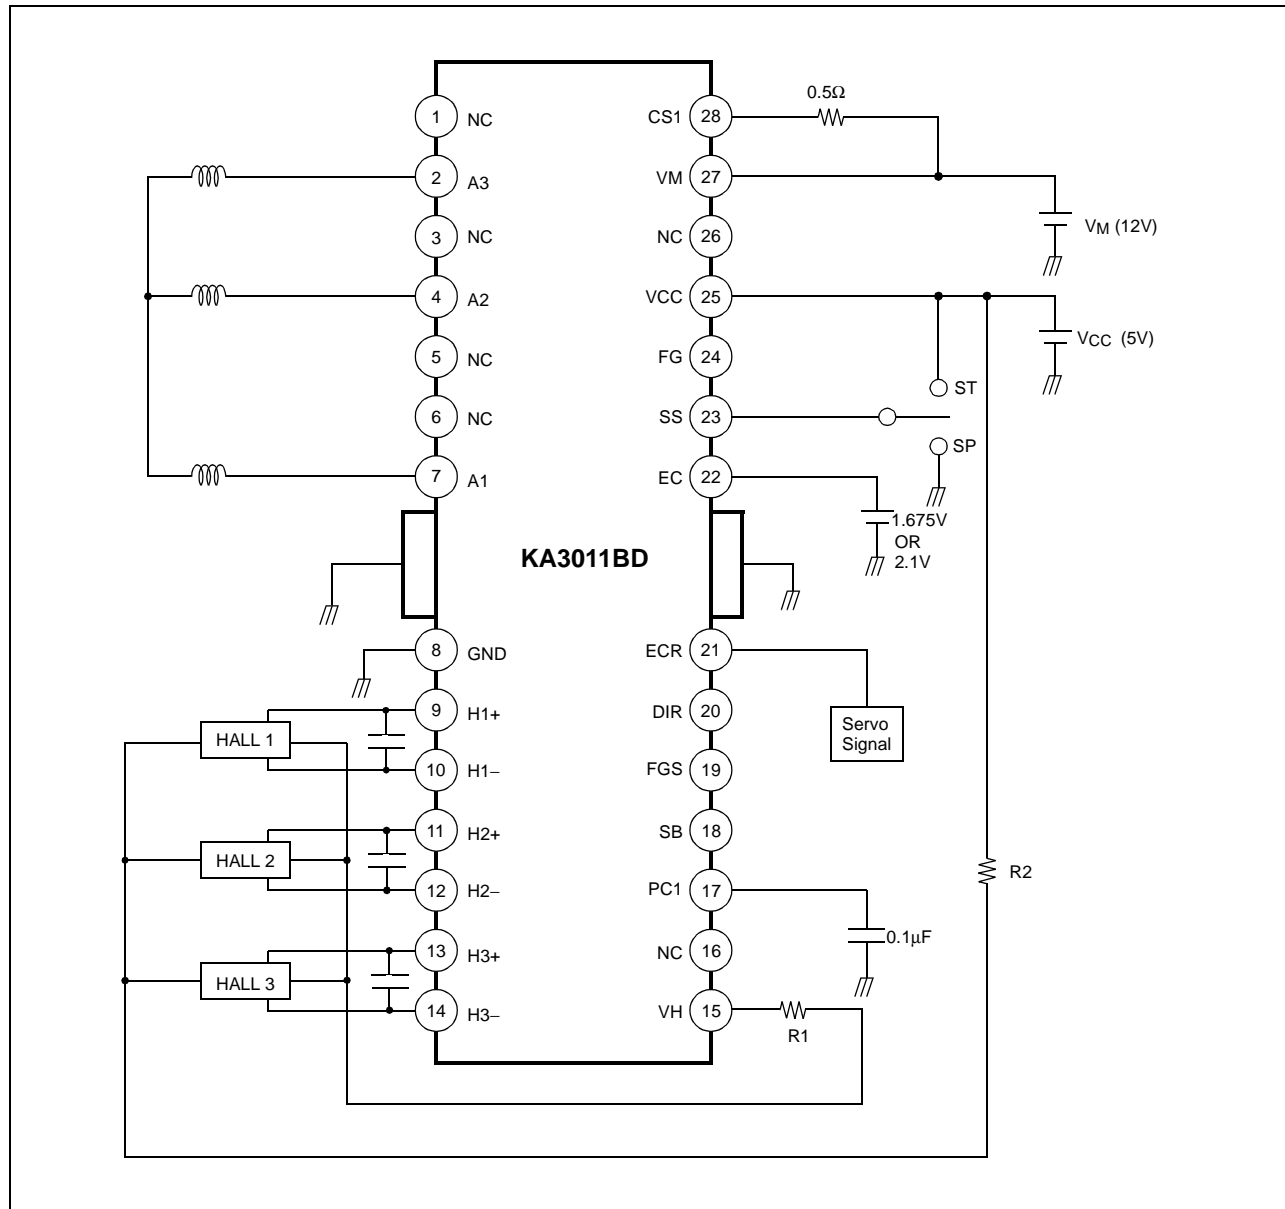 1 NC
2 A3
3 NC
4 A2
5 NC
6 NC
7 A1
8 GND
9 H1+
10 H1−
11 H2+
12 H2−
13 H3+
14 H3−
HALL 1
HALL 2
HALL 3
KA3011BD
CS1 28
VM 27
NC 26
VCC 25
FG 24
SS 23
EC 22
ECR 21
DIR 20
FGS 19
SB 18
PC1 17
NC 16
VH 15
0.5Ω
VM (12V)
VCC (5V)
ST
SP
1.675V
OR
2.1V
Servo
Signal
R2
0.1µF
R1